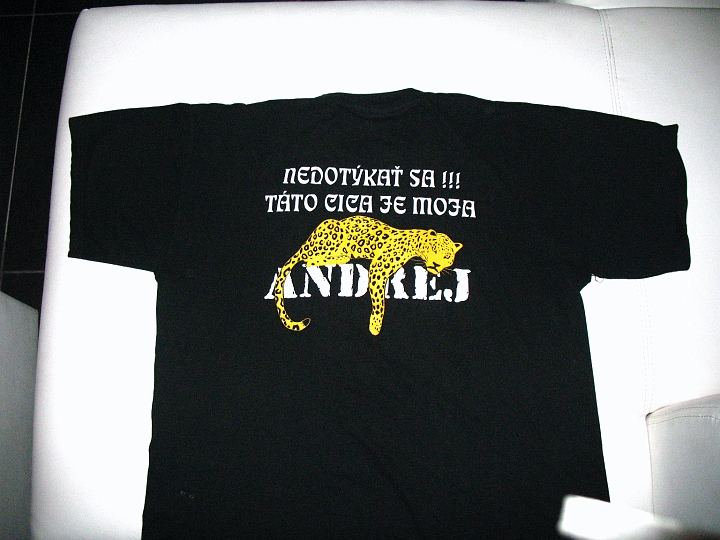 NEDOTÝKAŤ SA !!!
TÁTO CICA JE MOJA
ANDREJ